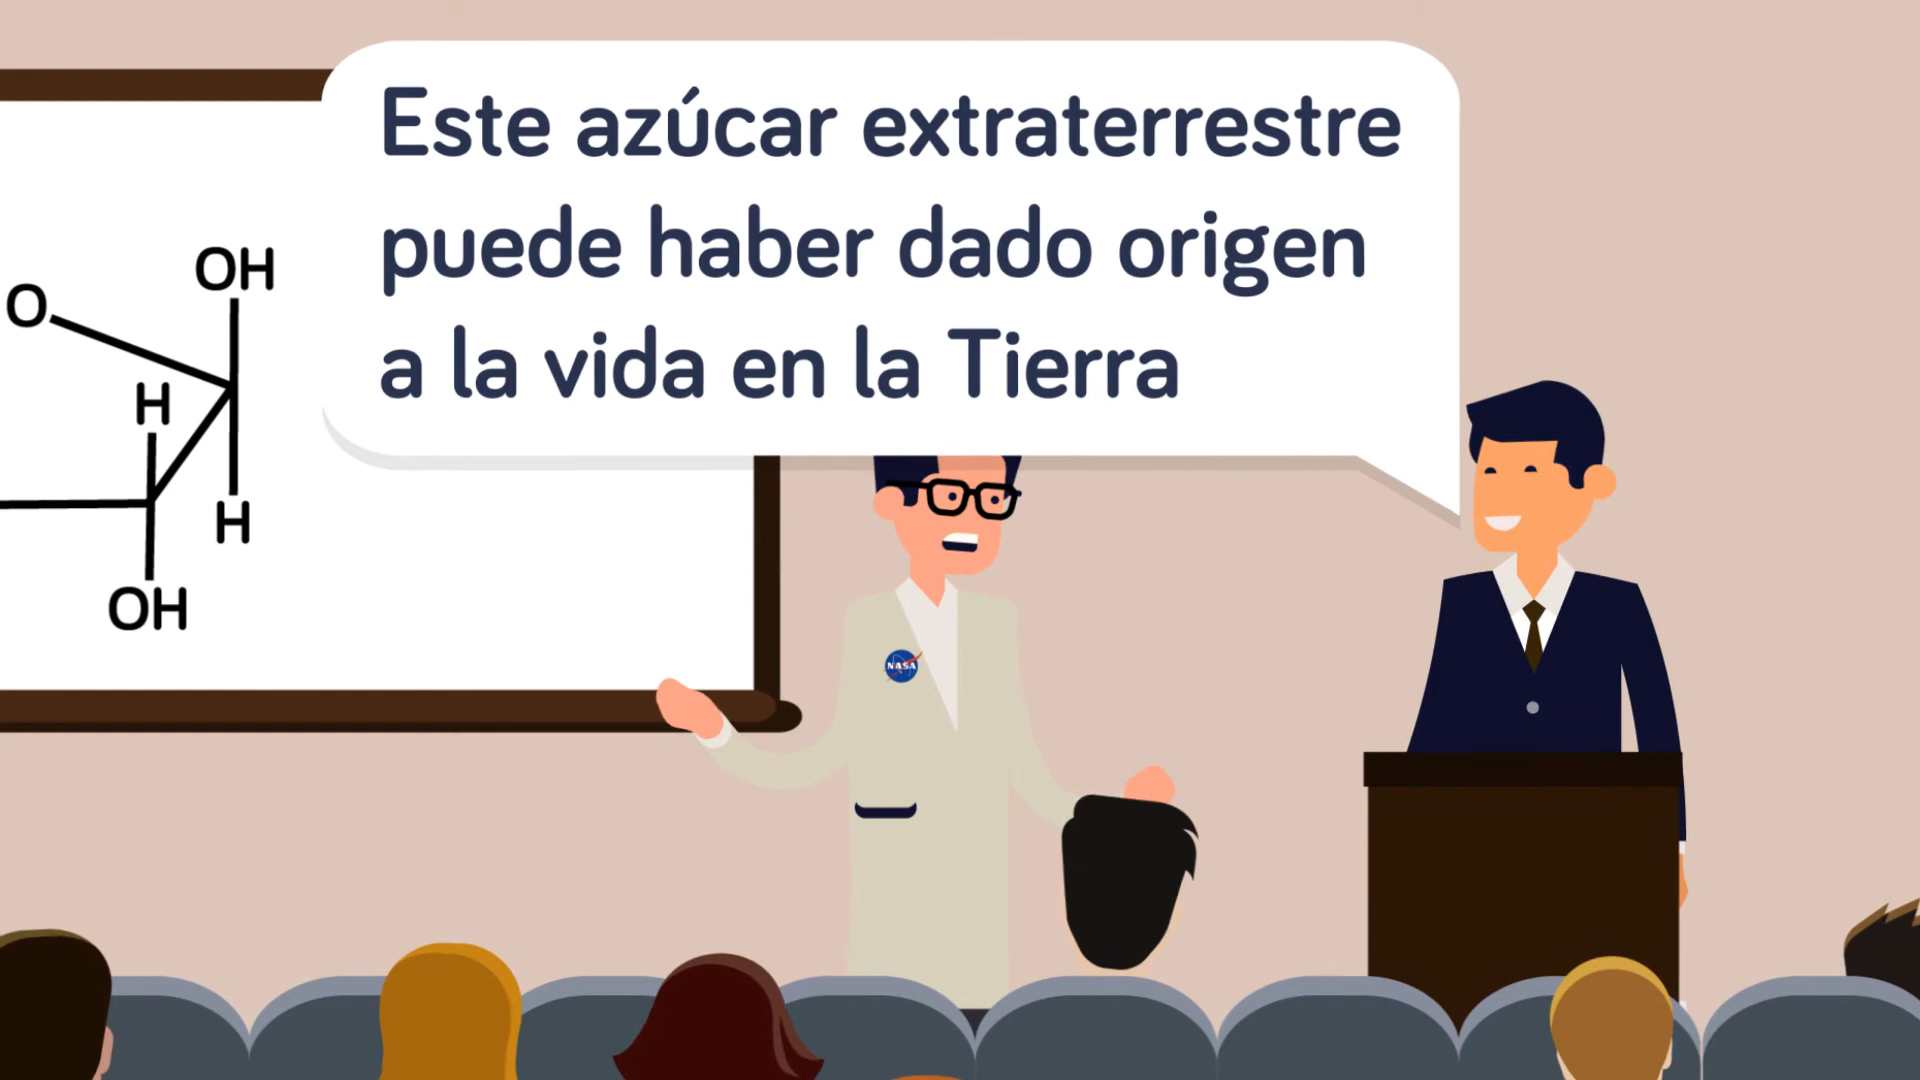 Este azúcar extraterrestre
puede haber dado origen
a la vida en la Tierra
OH
O
H
H
OH
NASA